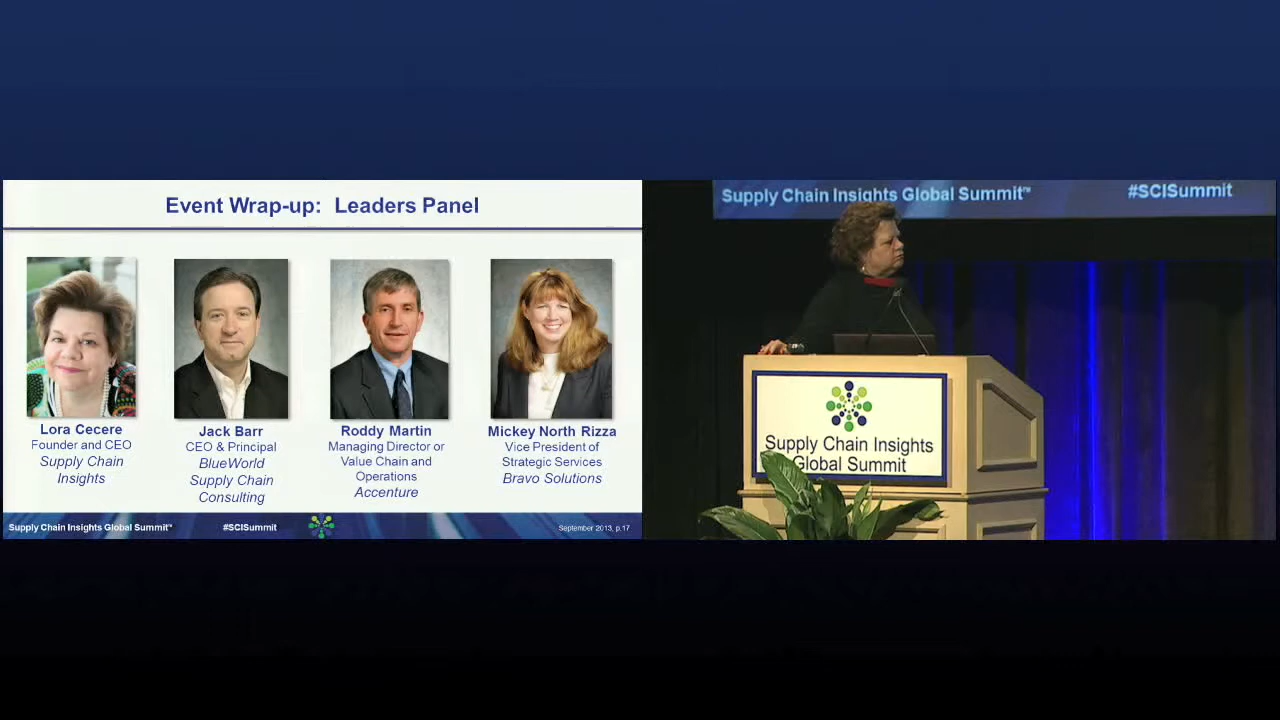 Event Wrap-up: Leaders Panel
Lora Cecere
Founder and CEO
Supply Chain
Insights
Jack Barr
CEO & Principal
BlueWorld
Supply Chain
Consulting
Roddy Martin
Managing Director or
Value Chain and
Operations
Accenture
Mickey North Rizza
Vice President of
Strategic Services
Bravo Solutions
Supply Chain Insights Global Summit™
#SCISummit
September 2013, p.17
Supply Chain Insights Global Summit™
#SCISummit
Supply Chain Insights
Global Summit